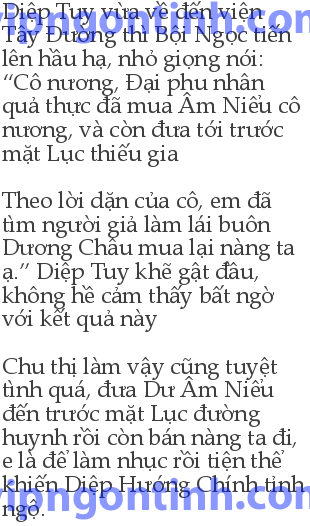 Diệp Tuy vừa về đến viện
Tây Đường thì Bội Ngọc tiến
lên hầu hạ, nhỏ giọng nói:
“Cô nương, Đại phu nhân
quả thực đã mua Âm Niểu cô
nương, và còn đưa tới trước
mặt Lục thiếu gia
Theo lời dặn của cô, em đã
tìm người giả làm lái buôn
Dương Châu mua lại nàng ta
ạ.” Diệp Tuy khẽ gật đầu,
không hề cảm thấy bất ngờ
với kết quả này
Chu thị làm vậy cũng tuyệt
tình quá, đưa Dư Âm Niểu
đến trước mặt Lục đường
huynh rồi còn bán nàng ta đi,
e là để làm nhục rồi tiện thể
khiến Diệp Hướng Chính tỉnh
ngộ.